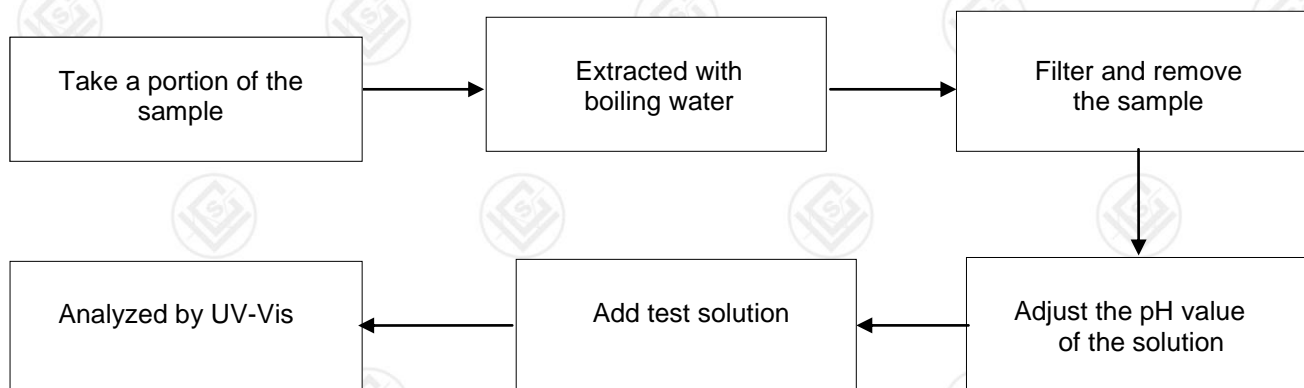 Take a portion of the
sample
Extracted with
boiling water
Filter and remove
the sample
Adjust the pH value
of the solution
Add test solution
Analyzed by UV-Vis